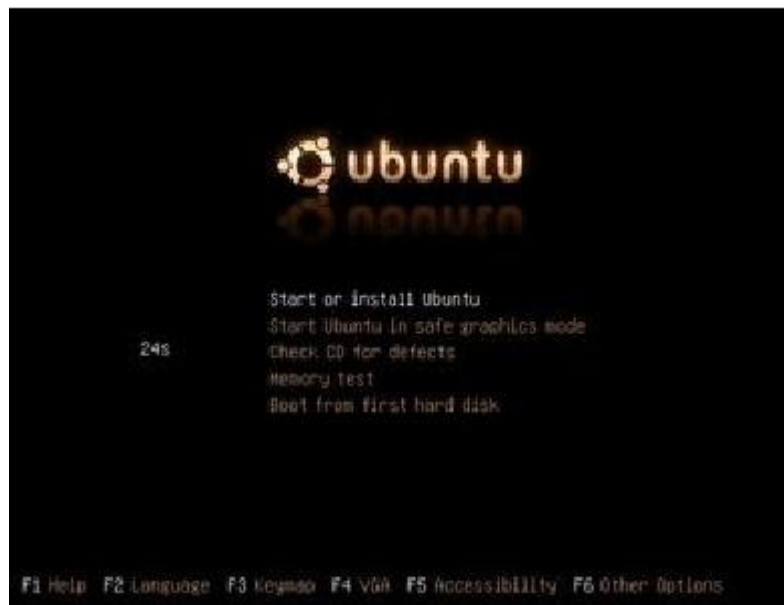 ubuntu
Start or install Ubuntu
Start Ubuntu in safe graphics mode
24s
Check CD for defects
Memory test
Boot from first hard disk
F1 Help F2 Language F3 Keymap F4 VGA F5 Accessibility F6 Other Options